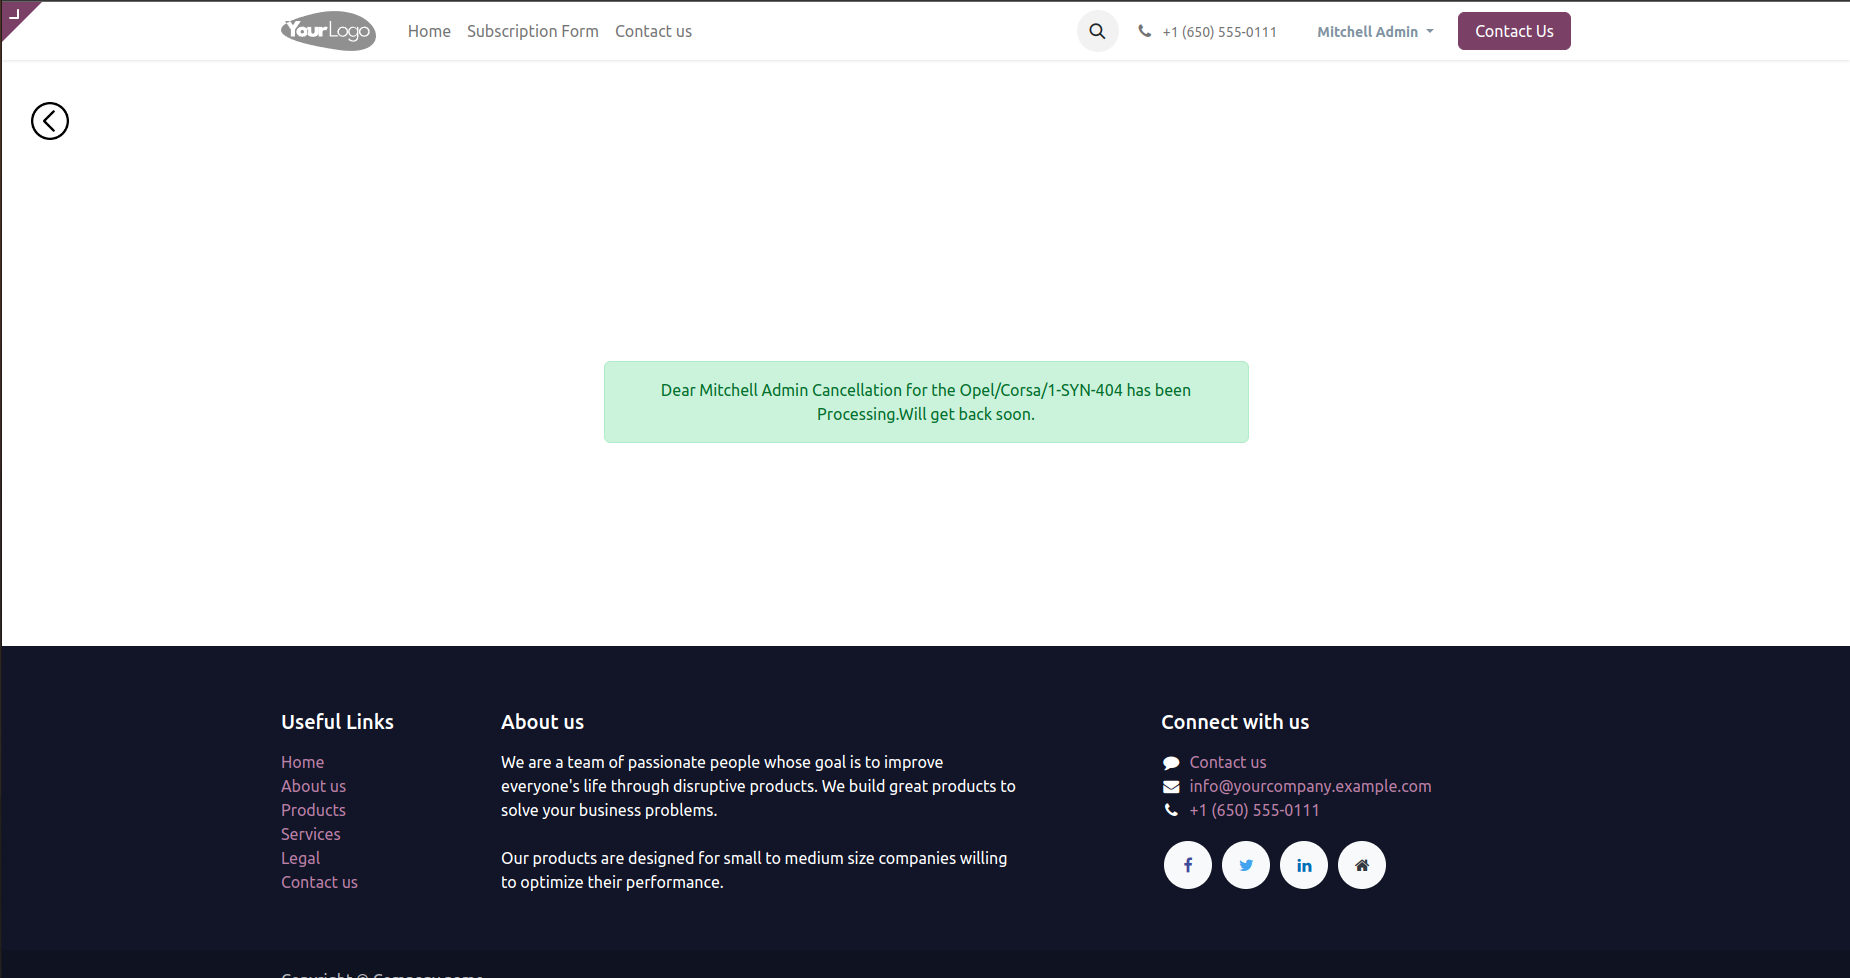 YourLogo
Home Subscription Form Contact us
+1 (650) 555-0111
Mitchell Admin
Contact Us
Dear Mitchell Admin Cancellation for the Opel/Corsa/1-SYN-404 has been
Processing.Will get back soon.
Useful Links
Home
About us
Products
Services
Legal
Contact us
About us
We are a team of passionate people whose goal is to improve
everyone's life through disruptive products. We build great products to
solve your business problems.
Our products are designed for small to medium size companies willing
to optimize their performance.
Connect with us
Contact us
info@yourcompany.example.com
+1 (650) 555-0111
Copyright © Company name